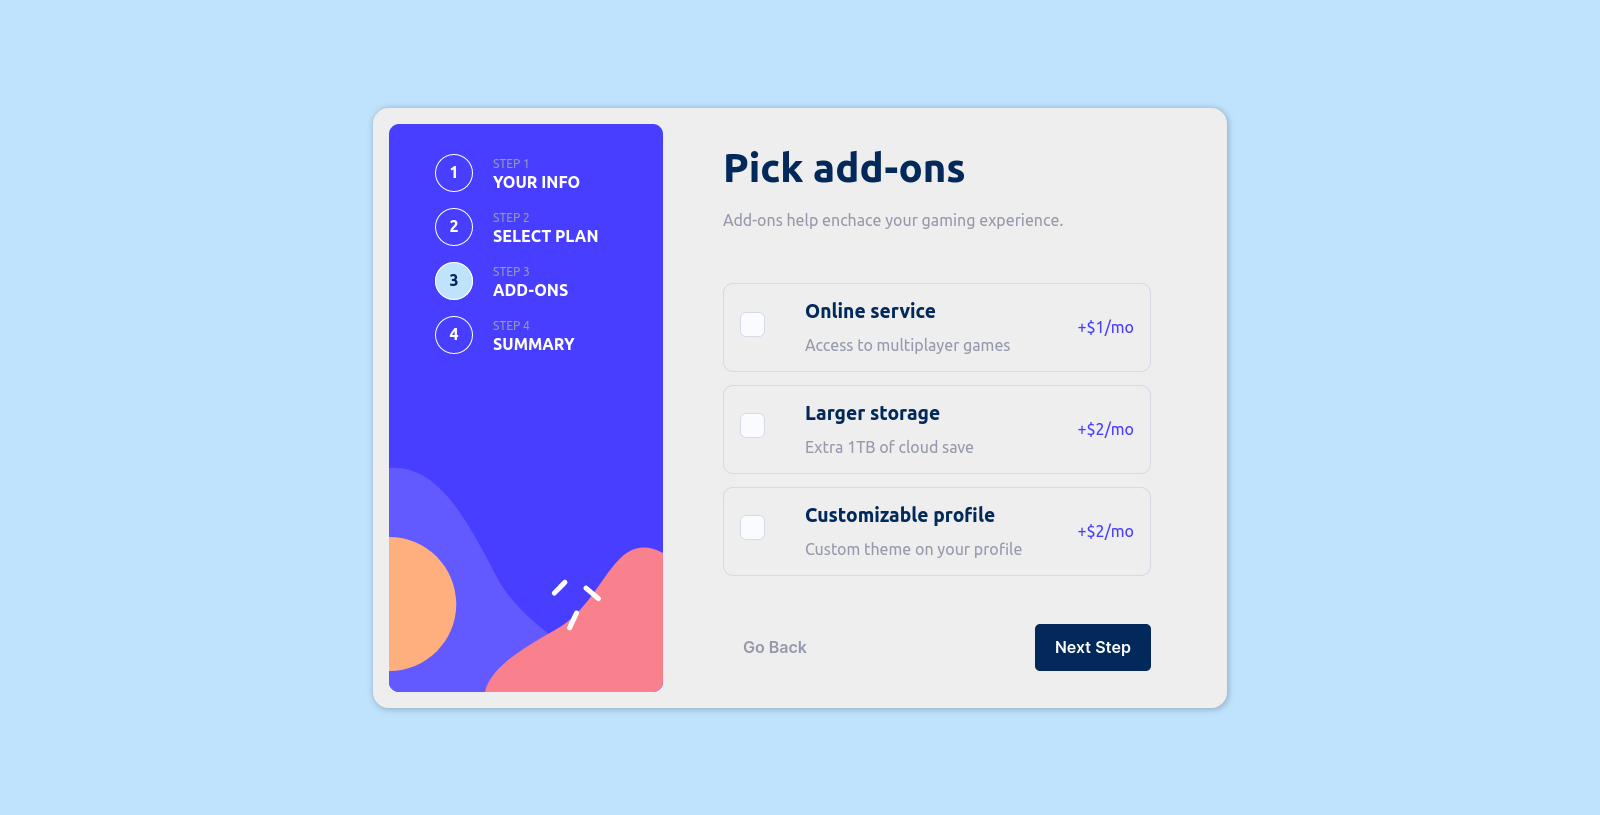 1
STEP 1
YOUR INFO
2
STEP 2
SELECT PLAN
3
STEP 3
ADD-ONS
4
STEP 4
SUMMARY
Pick add-ons
Add-ons help enchace your gaming experience.
Online service
Access to multiplayer games
+$1/mo
Larger storage
Extra 1TB of cloud save
+$2/mo
Customizable profile
Custom theme on your profile
+$2/mo
Go Back
Next Step